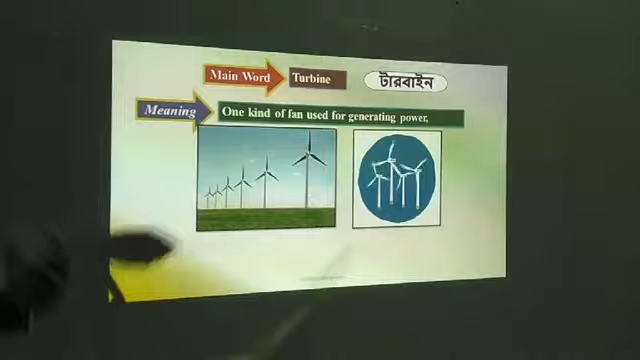 Main Word Turbine টারবাইন
Meaning One kind of fan used for generating power,